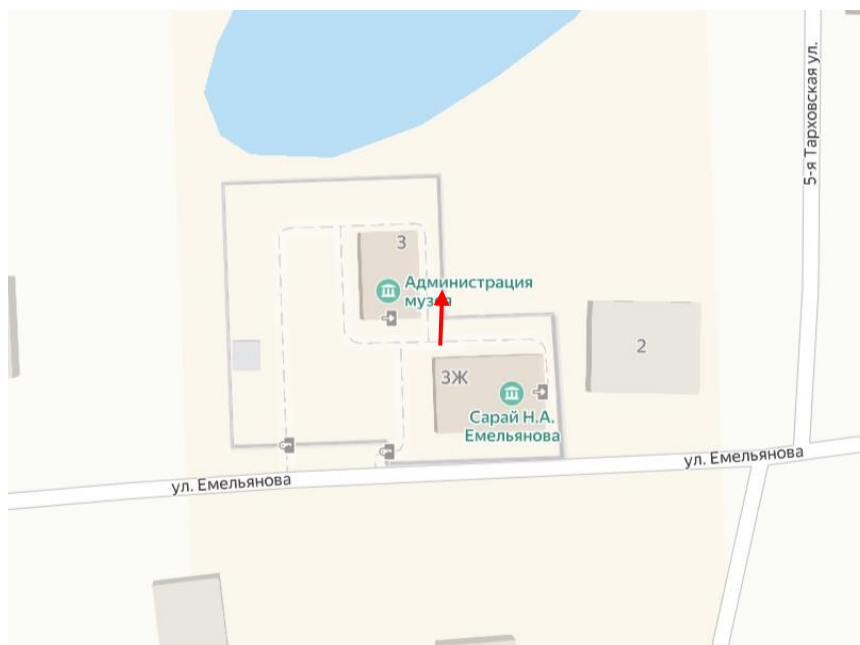 5-я Тарховская ул.
3
Администрация
музея
2
3Ж
Сарай Н.А.
Емельянова
ул. Емельянова
ул. Емельянова